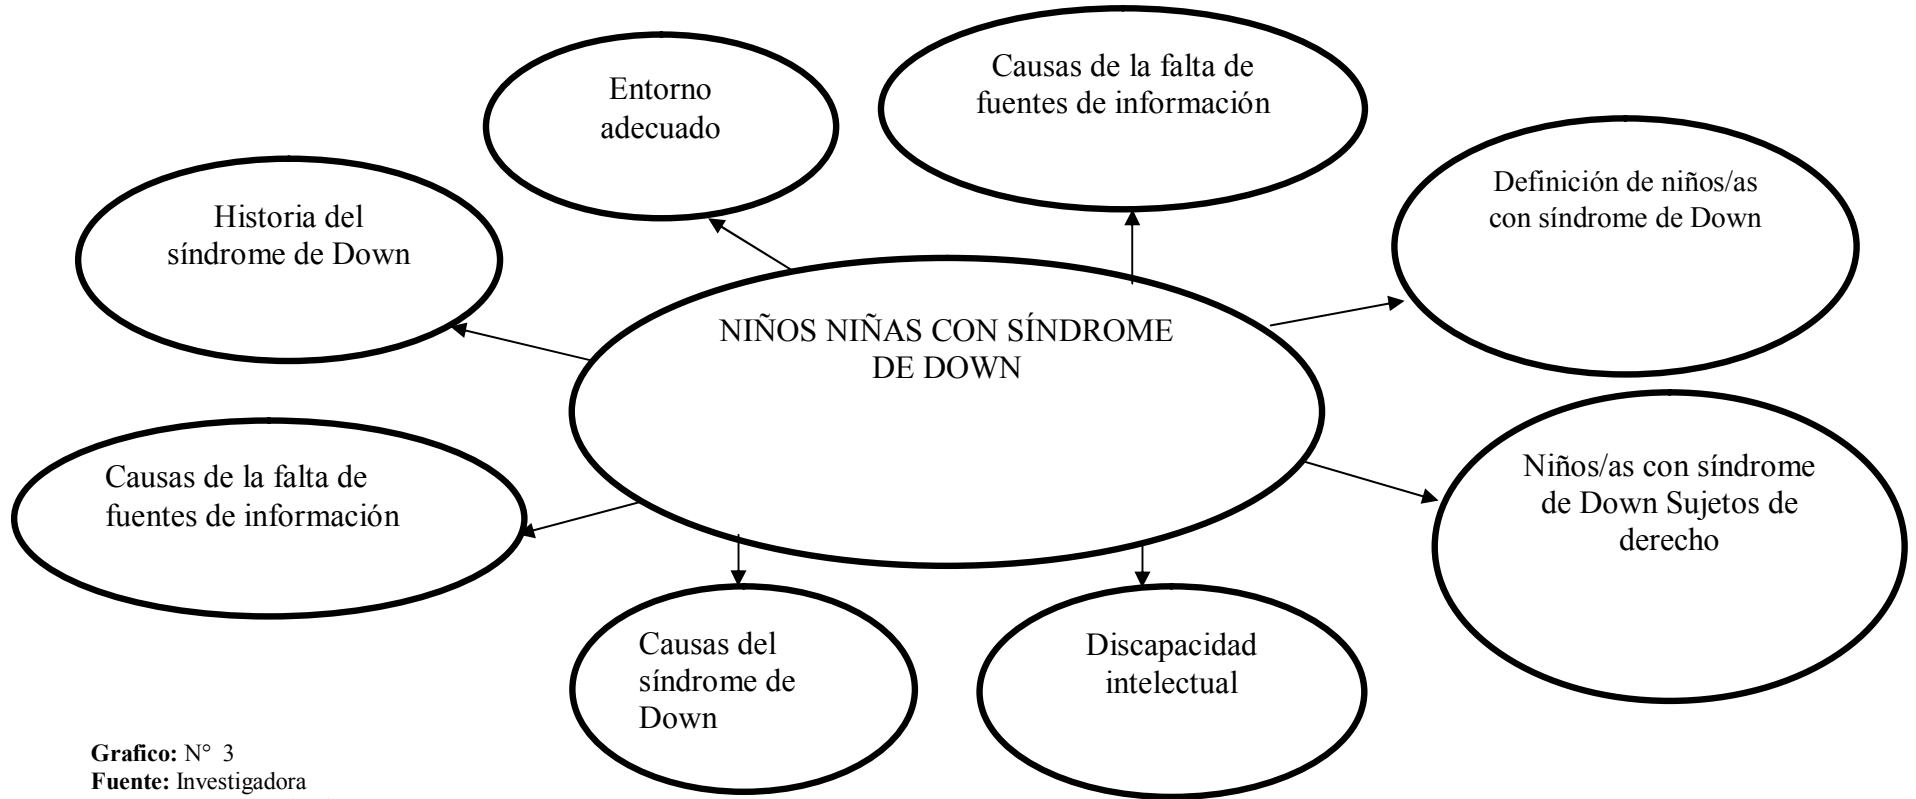 Entorno
adecuado
Causas de la falta de
fuentes de información
Definición de niños/as
con síndrome de Down
Historia del
síndrome de Down
NIÑOS NIÑAS CON SÍNDROME
DE DOWN
Causas de la falta de
fuentes de información
Niños/as con síndrome
de Down Sujetos de
derecho
Causas del
síndrome de
Down
Discapacidad
intelectual
Grafico: N° 3
Fuente: Investigadora